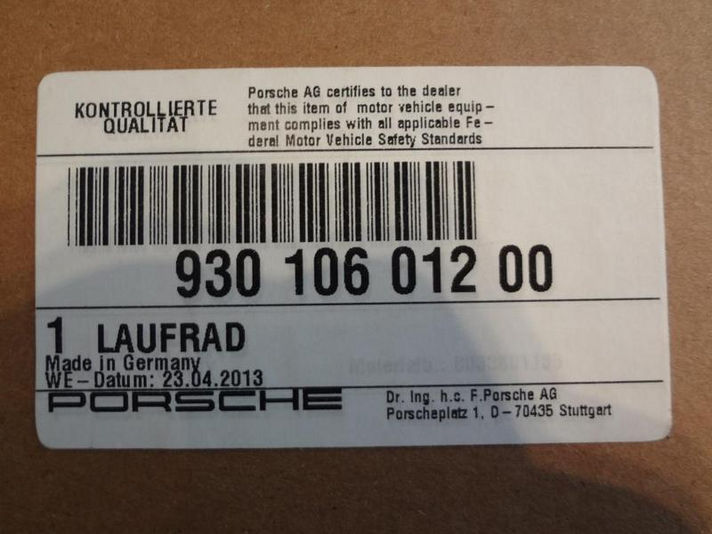 KONTROLLIERTE
QUALITÄT
Porsche AG certifies to the dealer
that this item of motor vehicle equip-
ment complies with all applicable Fe-
deral Motor Vehicle Safety Standards
930 106 012 00
1 LAUFRAD
Made in Germany
WE-Datum: 23.04.2013
PORSCHE
Dr. Ing. h.c. F.Porsche AG
Porscheplatz 1, D-70435 Stuttgart